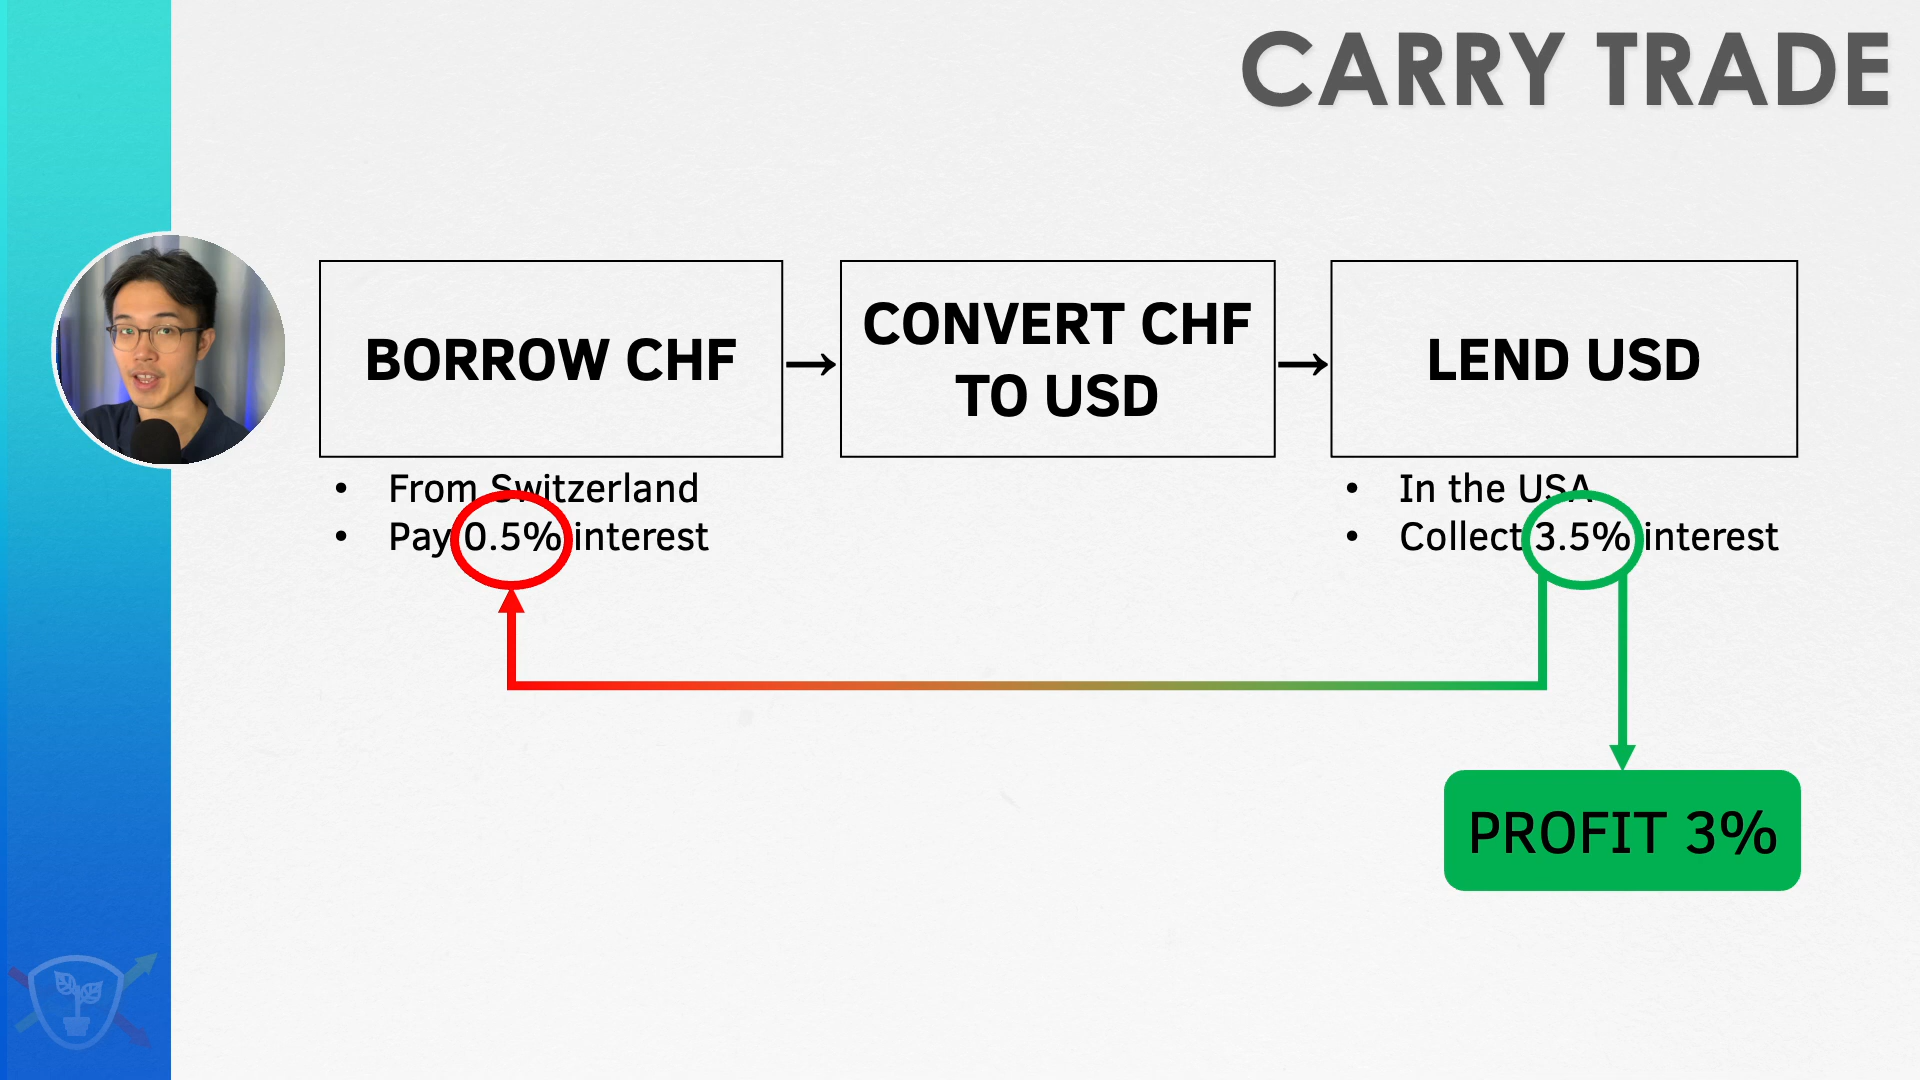 CARRY TRADE
BORROW CHF
→
CONVERT CHF
TO USD
→
LEND USD
• From Switzerland
• Pay 0.5% interest
• In the USA
• Collect 3.5% interest
PROFIT 3%